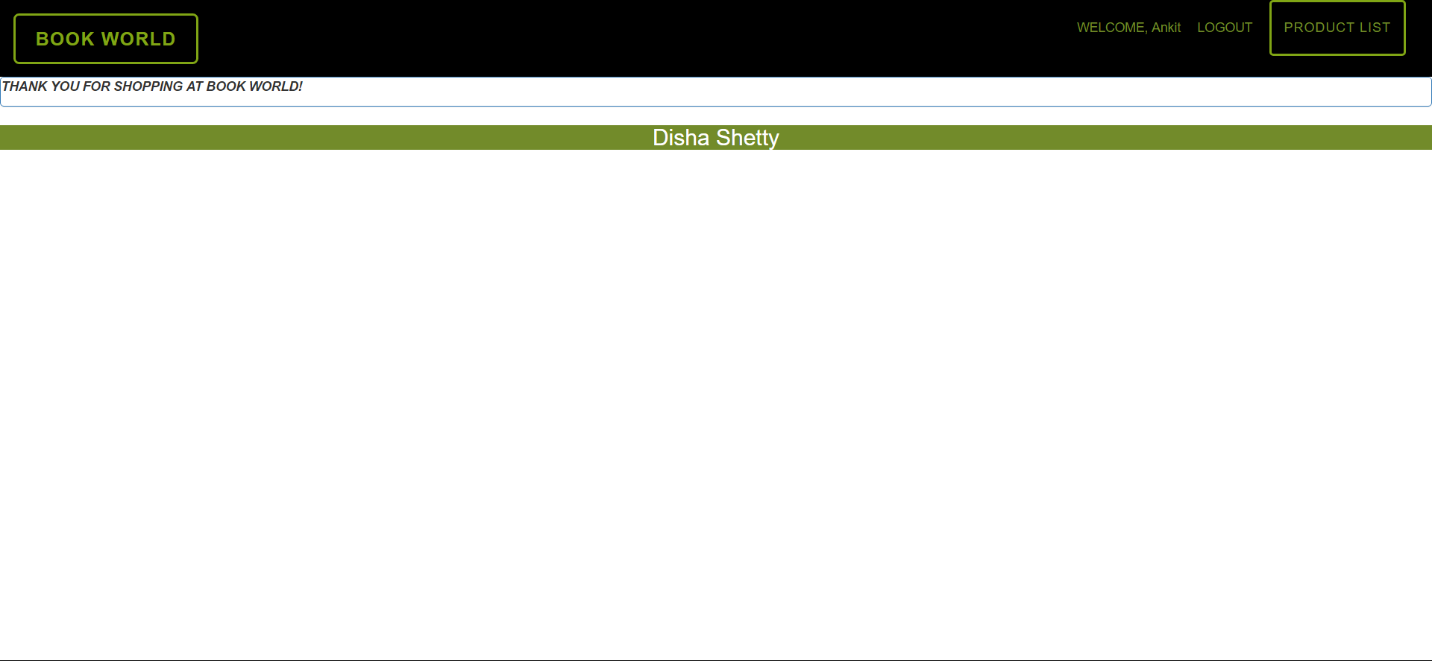 BOOK WORLD
WELCOME, Ankit LOGOUT PRODUCT LIST
THANK YOU FOR SHOPPING AT BOOK WORLD!
Disha Shetty